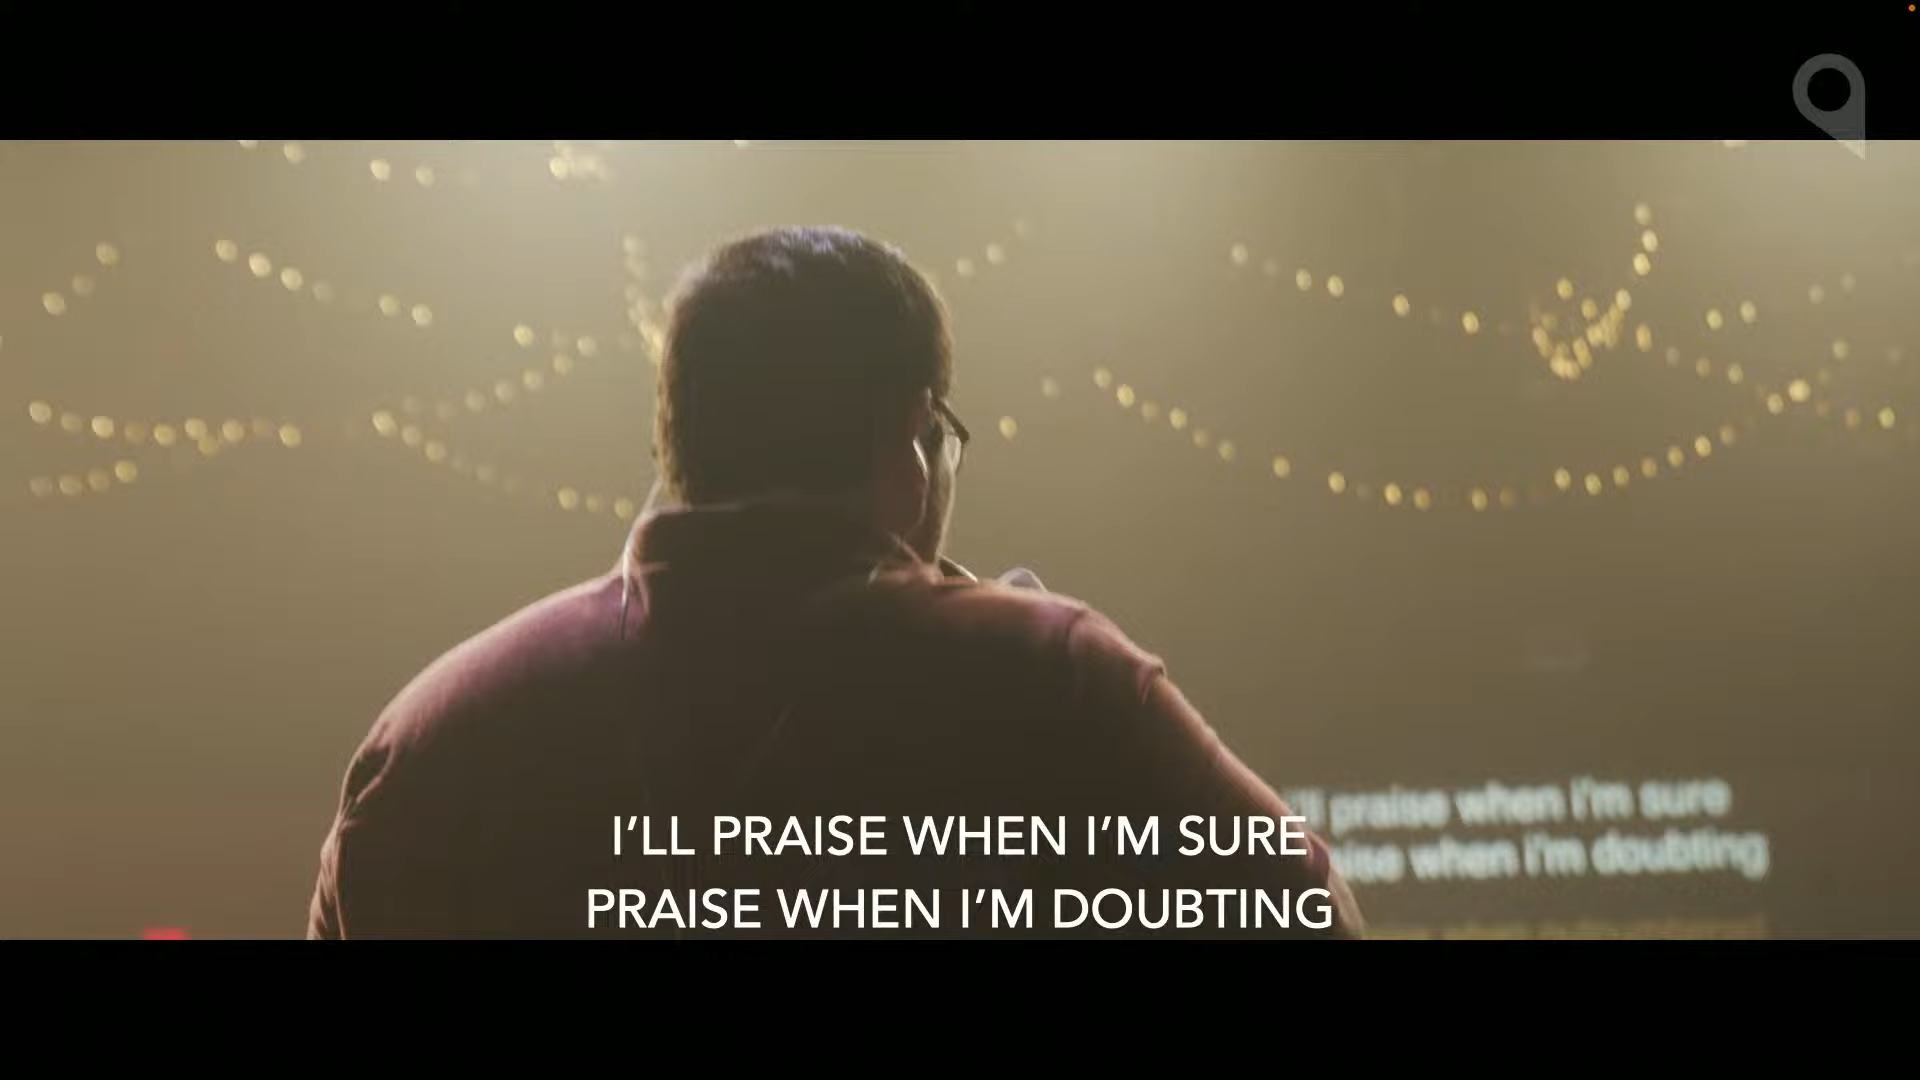 I'LL PRAISE WHEN I'M SURE
PRAISE WHEN I'M DOUBTING
praise when i'm sure
when i'm doubting